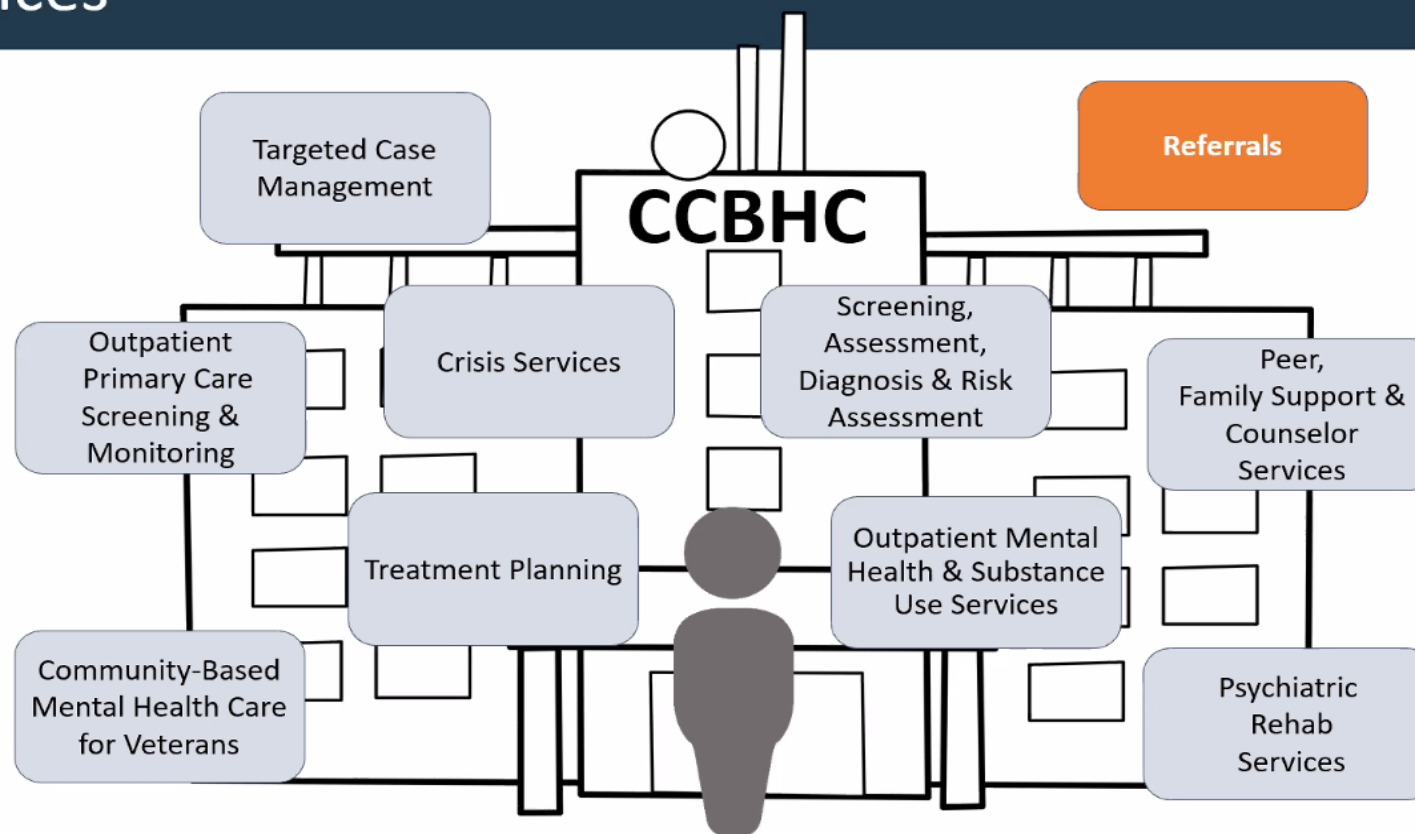 Targeted Case
Management
Referrals
CCBHC
Outpatient
Primary Care
Screening &
Monitoring
Crisis Services
Screening,
Assessment,
Diagnosis & Risk
Assessment
Peer,
Family Support &
Counselor
Services
Treatment Planning
Outpatient Mental
Health & Substance
Use Services
Community-Based
Mental Health Care
for Veterans
Psychiatric
Rehab
Services